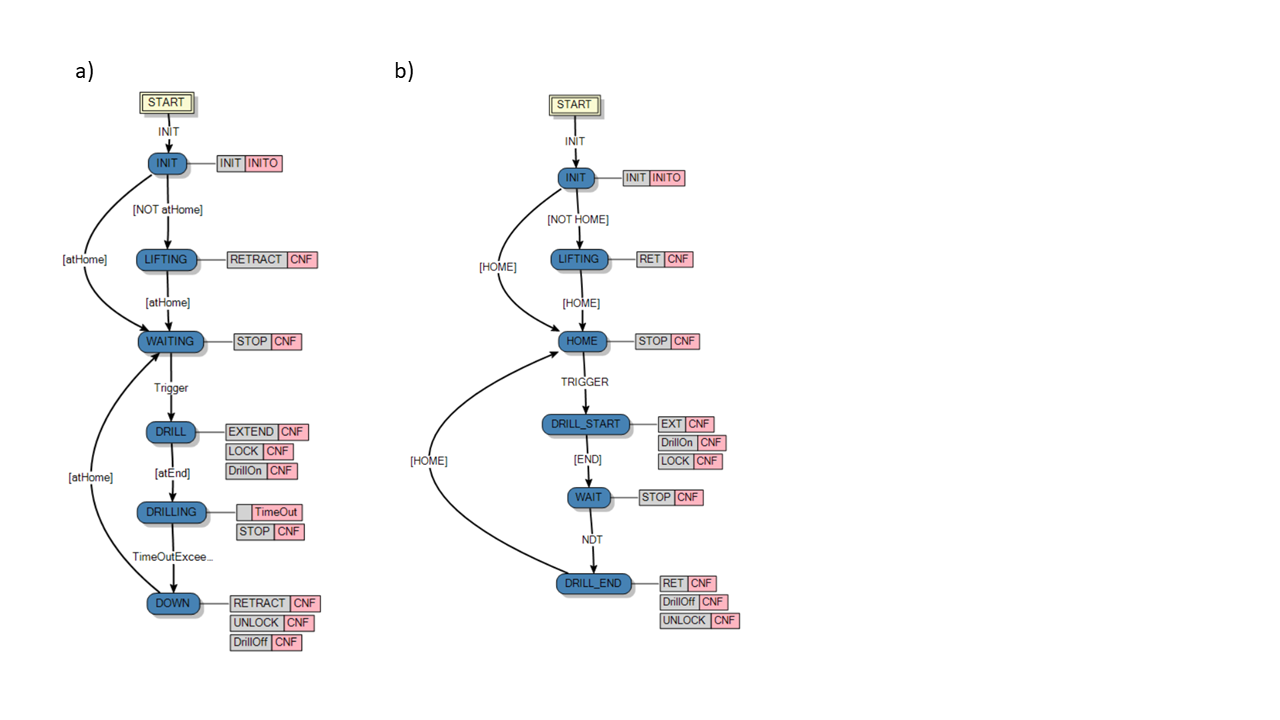 a)
START
INIT
INIT
INIT INITO
[NOT atHome]
[atHome]
LIFTING
RETRACT CNF
[atHome]
WAITING
STOP CNF
Trigger
DRILL
EXTEND CNF
LOCK CNF
DrillOn CNF
[atEnd]
[atHome]
DRILLING
TimeOut
STOP CNF
TimeOutExcee...
DOWN
RETRACT CNF
UNLOCK CNF
DrillOff CNF
b)
START
INIT
INIT
INIT INITO
[NOT HOME]
[HOME]
LIFTING
RET CNF
[HOME]
HOME
STOP CNF
TRIGGER
DRILL_START
EXT CNF
DrillOn CNF
LOCK CNF
[END]
[HOME]
WAIT
STOP CNF
NDT
DRILL_END
RET CNF
DrillOff CNF
UNLOCK CNF